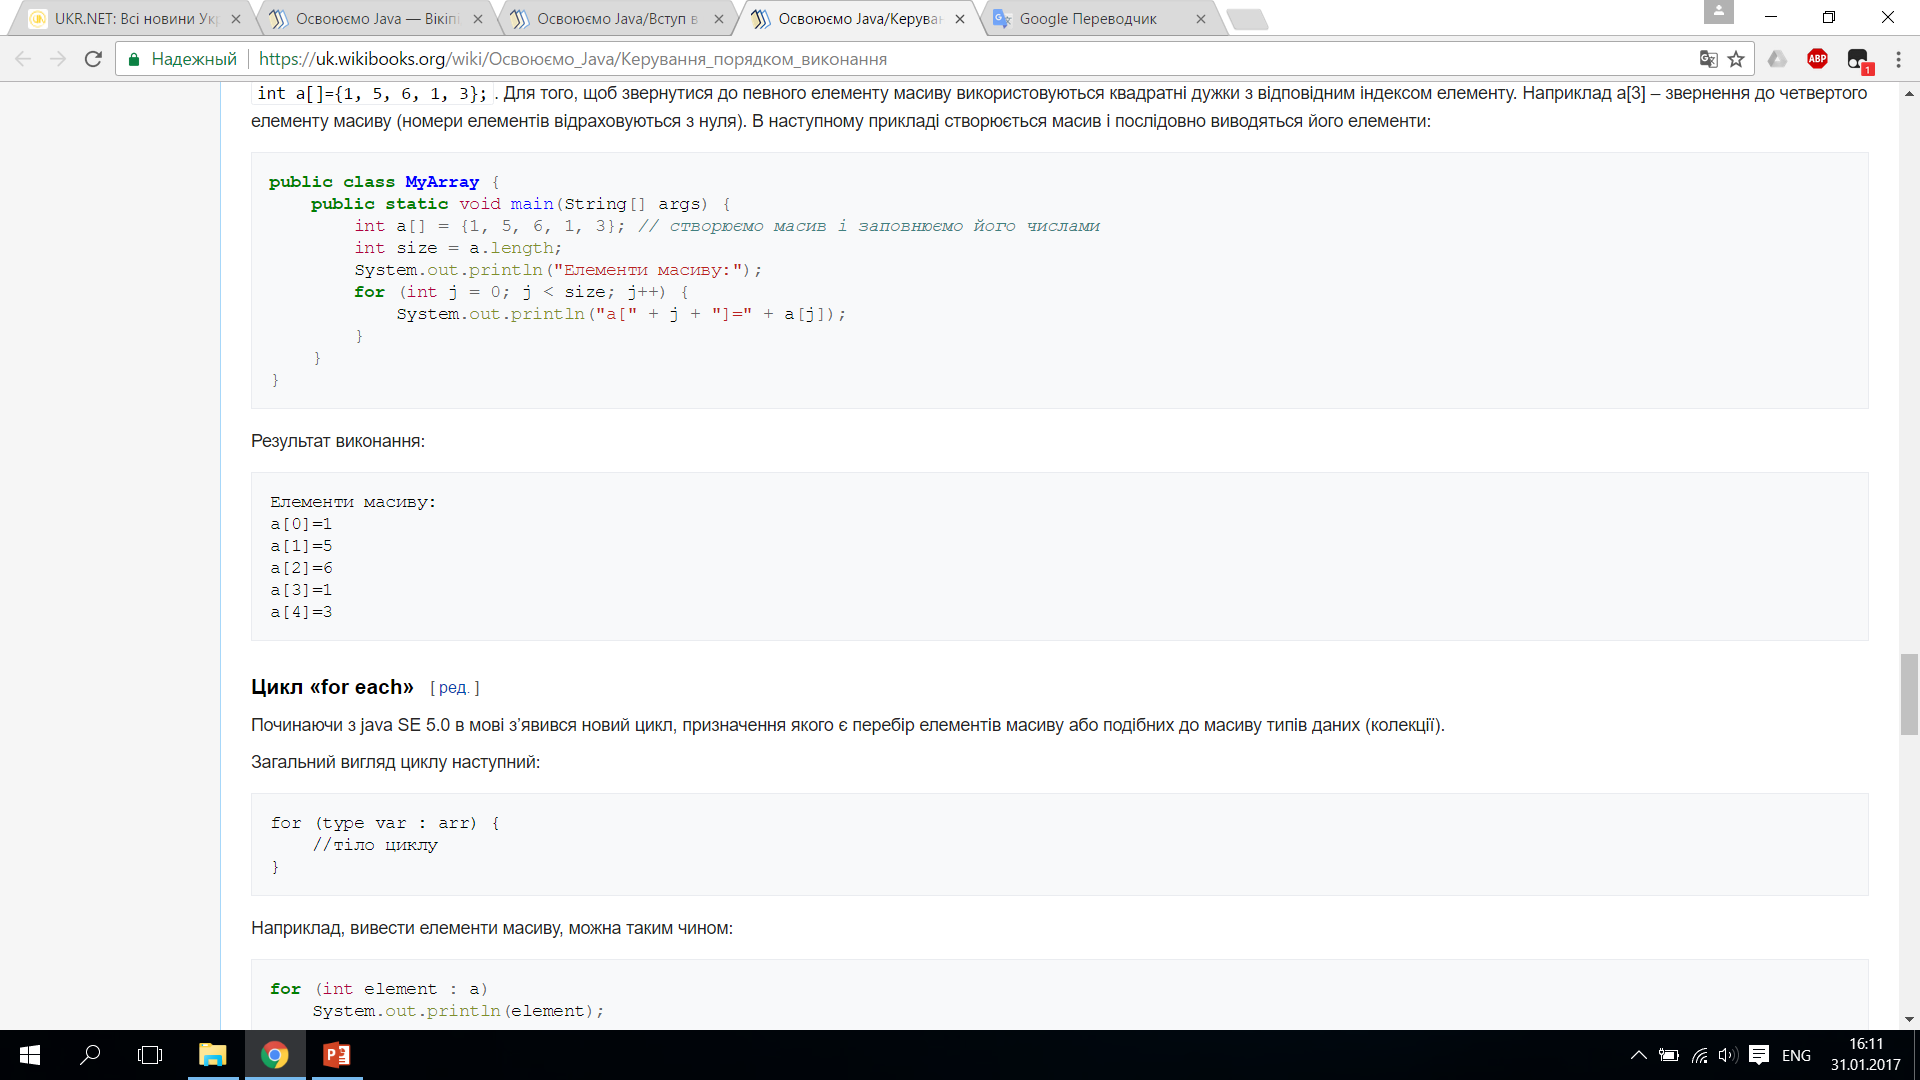 UKR.NET: Всі новини Ук
Освоюємо Java — Вікіп
Освоюємо Java/Вступ в
Освоюємо Java/Керува
Google Переводчик
Надежный
https://uk.wikibooks.org/wiki/Освоюємо_Java/Керування_порядком_виконання
ABP
1
int a[]={1, 5, 6, 1, 3}; . Для того, щоб звернутися до певного елементу масиву використовуються квадратні дужки з відповідним індексом елементу. Наприклад a[3] – звернення до четвертого
елементу масиву (номери елементів відраховуються з нуля). В наступному прикладі створюється масив і послідовно виводяться його елементи:
public class MyArray {
public static void main(String[] args) {
int a[] = {1, 5, 6, 1, 3}; // створюємо масив і заповнюємо його числами
int size = a.length;
System.out.println("Елементи масиву:");
for (int j = 0; j < size; j++) {
System.out.println("a[" + j + "]=" + a[j]);
}
}
}
Результат виконання:
Елементи масиву:
a[0]=1
a[1]=5
a[2]=6
a[3]=1
a[4]=3
Цикл «for each» [ ред. ]
Починаючи з java SE 5.0 в мові з’явився новий цикл, призначення якого є перебір елементів масиву або подібних до масиву типів даних (колекції).
Загальний вигляд циклу наступний:
for (type var : arr) {
//тіло циклу
}
Наприклад, вивести елементи масиву, можна таким чином:
for (int element : a)
System.out.println(element);
ENG
16:11
31.01.2017